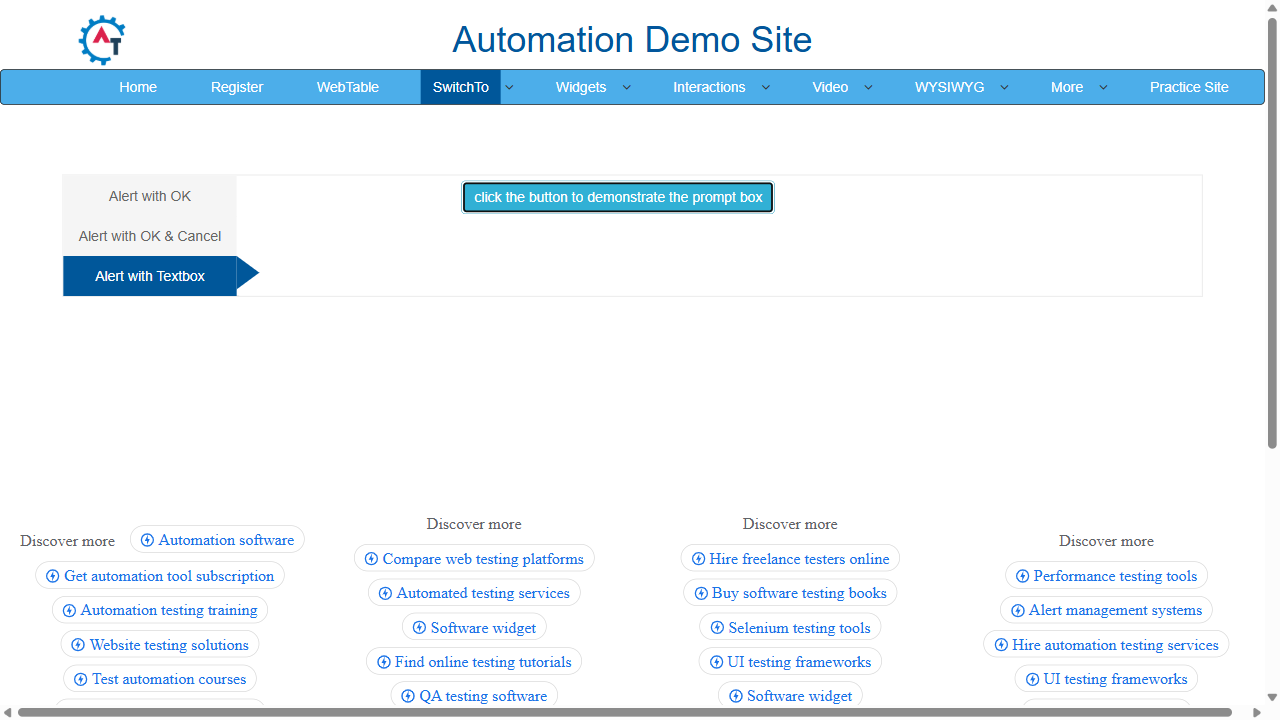 Automation Demo Site
Home Register WebTable SwitchTo Widgets Interactions Video WYSIWYG More Practice Site
Alert with OK
Alert with OK & Cancel
Alert with Textbox
click the button to demonstrate the prompt box
Discover more
Automation software
Get automation tool subscription
Automation testing training
Website testing solutions
Test automation courses
Discover more
Compare web testing platforms
Automated testing services
Software widget
Find online testing tutorials
QA testing software
Discover more
Hire freelance testers online
Buy software testing books
Selenium testing tools
UI testing frameworks
Software widget
Discover more
Performance testing tools
Alert management systems
Hire automation testing services
UI testing frameworks